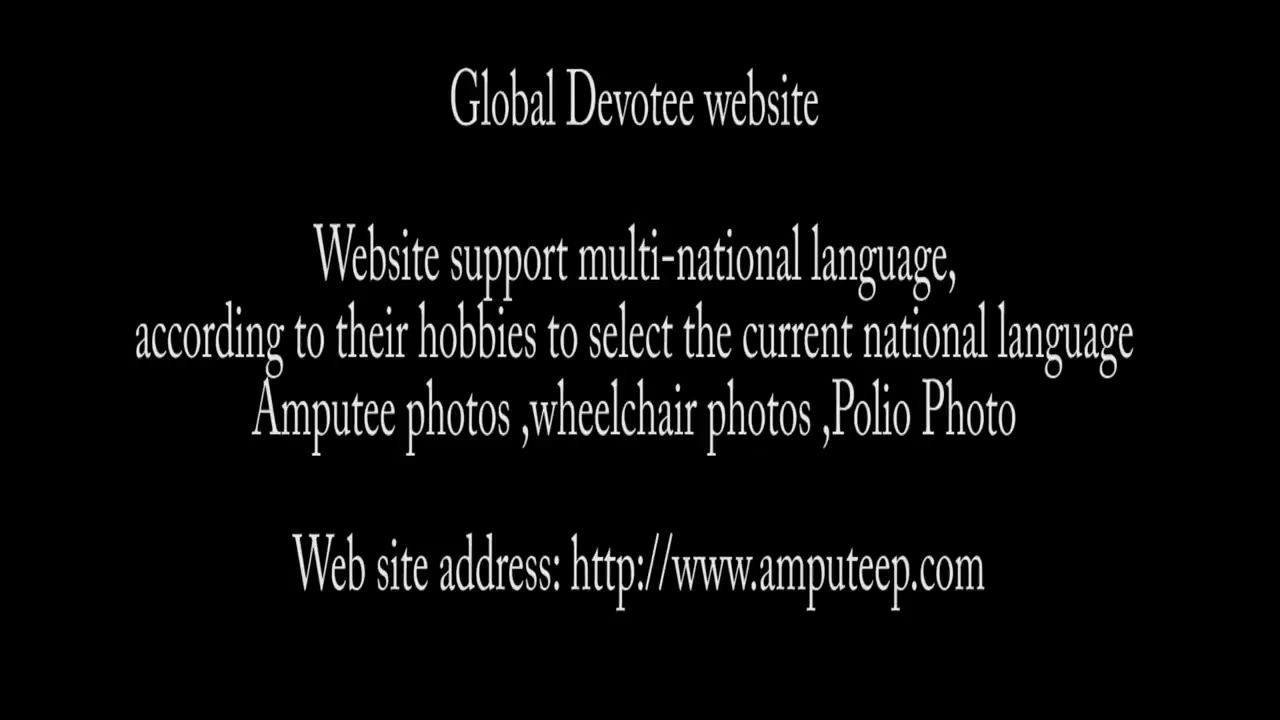 Global Devotee website
Website support multi-national language,
according to their hobbies to select the current national language
Amputee photos ,wheelchair photos ,Polio Photo
Web site address: http://www.amputeep.com